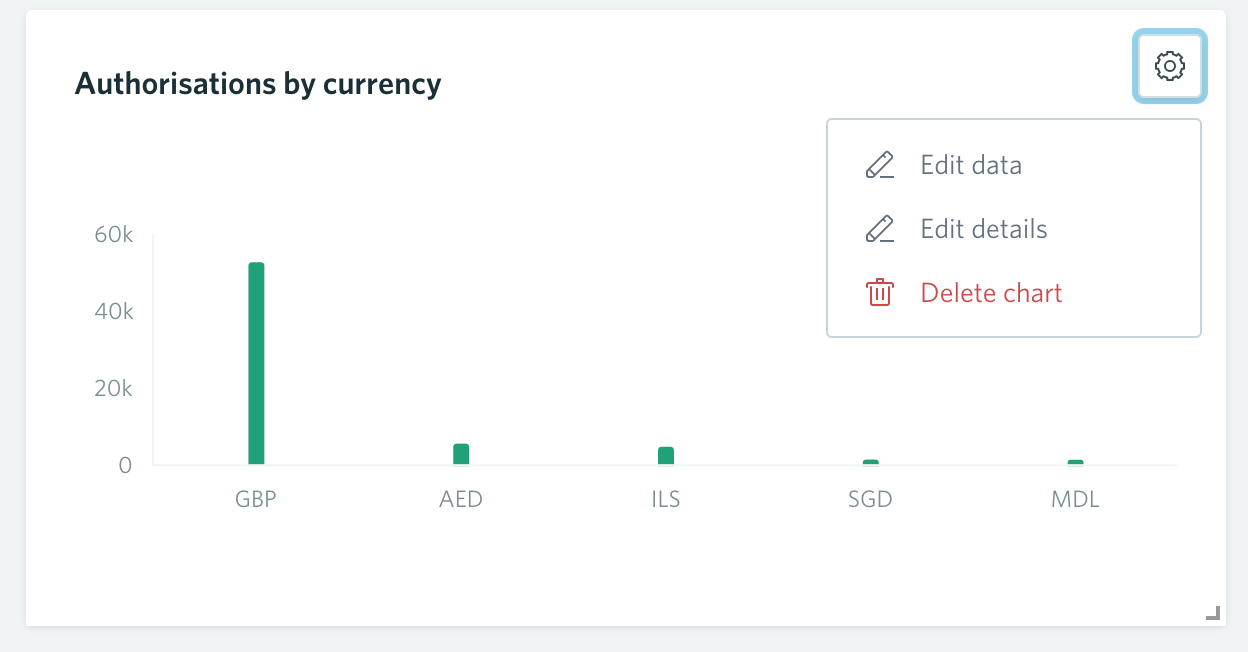 Authorisations by currency
Edit data
Edit details
Delete chart
60k
40k
20k
0
GBP
AED
ILS
SGD
MDL